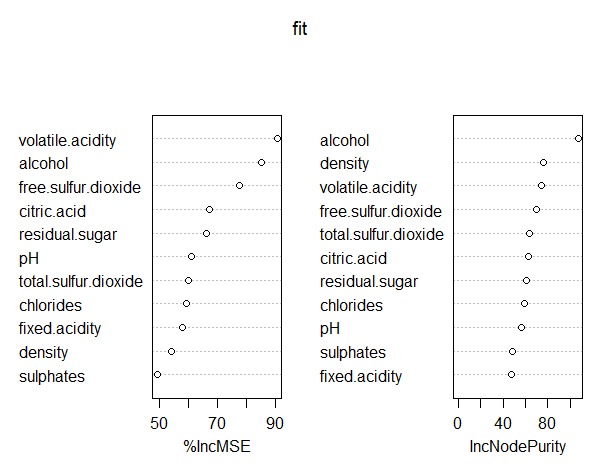 fit
volatile.acidity
alcohol
free.sulfur.dioxide
citric.acid
residual.sugar
pH
total.sulfur.dioxide
chlorides
fixed.acidity
density
sulphates
50 70 90
%IncMSE
alcohol
density
volatile.acidity
free.sulfur.dioxide
total.sulfur.dioxide
citric.acid
residual.sugar
chlorides
pH
sulphates
fixed.acidity
0 40 80
IncNodePurity